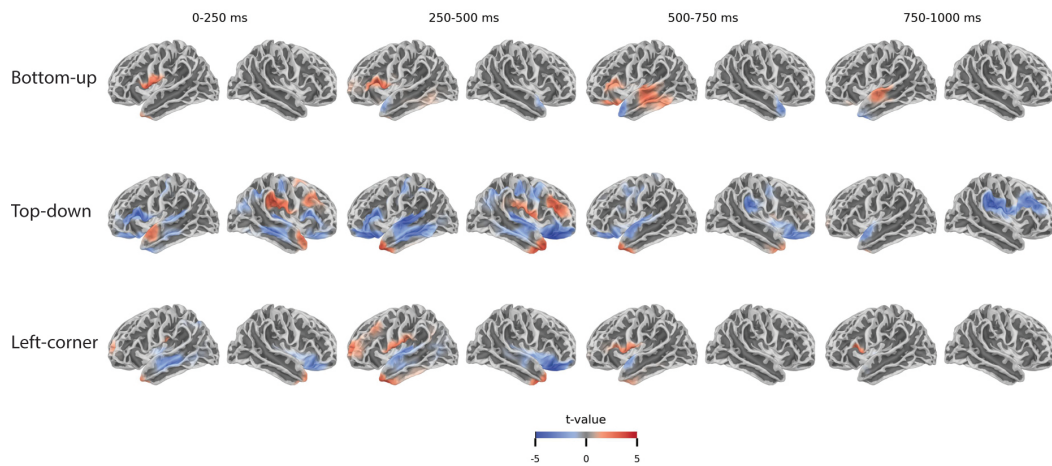 0-250 ms 250-500 ms 500-750 ms 750-1000 ms
Bottom-up
Top-down
Left-corner
t-value
-5 0 5